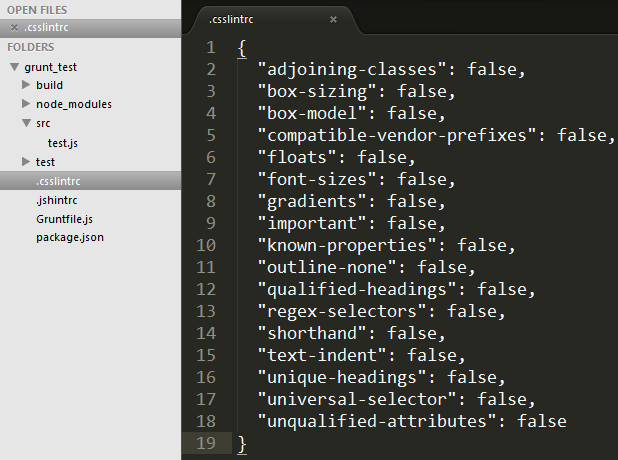 OPEN FILES
.csslintrc
FOLDERS
grunt_test
build
node_modules
src
test.js
test
.csslintrc
.jshintrc
Gruntfile.js
package.json
.csslintrc
1 {
2 "adjoining-classes": false,
3 "box-sizing": false,
4 "box-model": false,
5 "compatible-vendor-prefixes": false,
6 "floats": false,
7 "font-sizes": false,
8 "gradients": false,
9 "important": false,
10 "known-properties": false,
11 "outline-none": false,
12 "qualified-headings": false,
13 "regex-selectors": false,
14 "shorthand": false,
15 "text-indent": false,
16 "unique-headings": false,
17 "universal-selector": false,
18 "unqualified-attributes": false
19 }